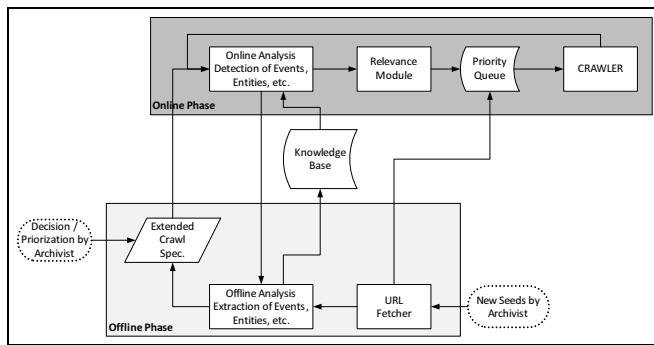 Online Analysis
Detection of Events,
Entities, etc.
Relevance
Module
Priority
Queue
CRAWLER
Online Phase
Knowledge
Base
Decision /
Priorization by
Archivist
Extended
Crawl
Spec.
Offline Analysis
Extraction of Events,
Entities, etc.
URL
Fetcher
New Seeds by
Archivist
Offline Phase